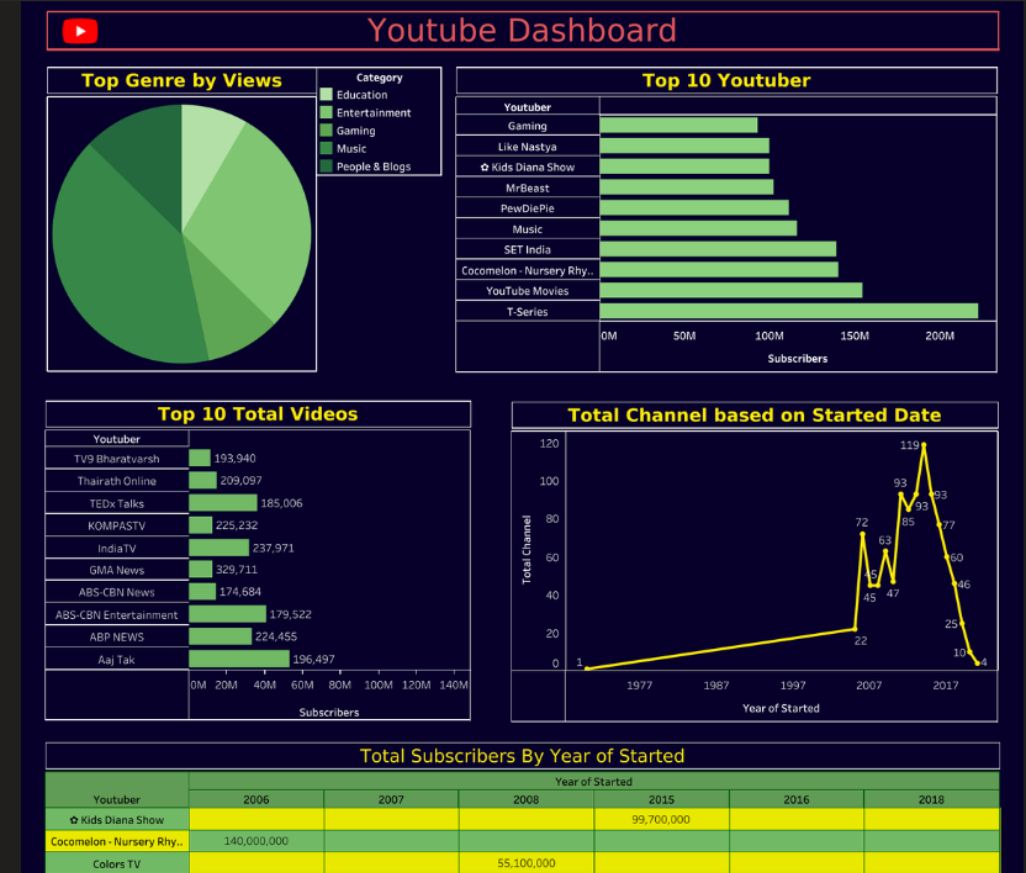 Youtube Dashboard
Top Genre by Views
Category
Education
Entertainment
Gaming
Music
People & Blogs
Top 10 Youtuber
Youtuber
Gaming
Like Nastya
✿ Kids Diana Show
MrBeast
PewDiePie
Music
SET India
Cocomelon - Nursery Rhy..
YouTube Movies
T-Series
0M 50M 100M 150M 200M
Subscribers
Top 10 Total Videos
Youtuber
TV9 Bharatvarsh 193,940
Thairath Online 209,097
TEDx Talks 185,006
KOMPASTV 225,232
IndiaTV 237,971
GMA News 329,711
ABS-CBN News 174,684
ABS-CBN Entertainment 179,522
ABP NEWS 224,455
Aaj Tak 196,497
0M 20M 40M 60M 80M 100M 120M 140M
Subscribers
Total Channel based on Started Date
Total Channel
120
100
80
60
40
20
0
1
22
72
45
45
63
47
93
85
93
119
93
77
60
46
25
10
4
1977 1987 1997 2007 2017
Year of Started
Total Subscribers By Year of Started
Year of Started
Youtuber 2006 2007 2008 2015 2016 2018
✿ Kids Diana Show 99,700,000
Cocomelon - Nursery Rhy.. 140,000,000
Colors TV 55,100,000